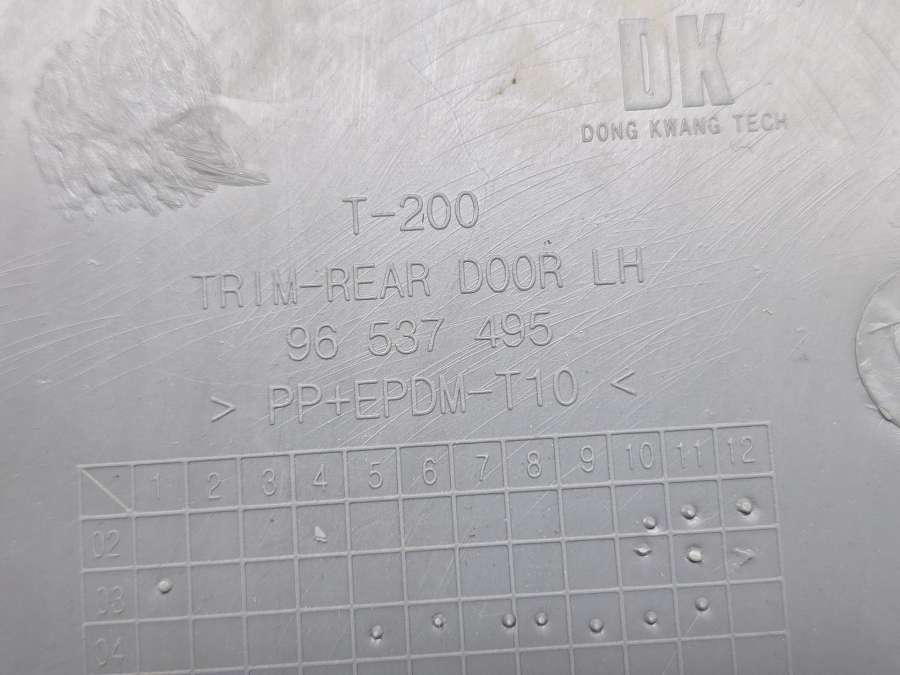 DK
DONG KWANG TECH
T-200
TRIM-REAR DOOR LH
96 537 495
> PP+EPDM-T10 <
1 2 3 4 5 6 7 8 9 10 11 12
02
03
04